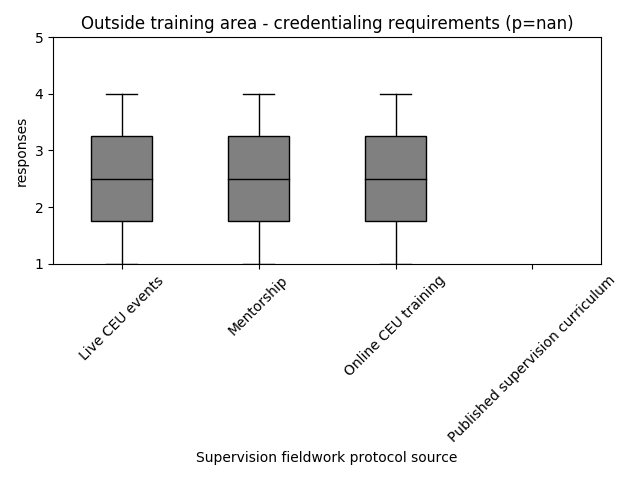 Outside training area - credentialing requirements (p=nan)
5
4
3
2
1
responses
Live CEU events
Mentorship
Online CEU training
Published supervision curriculum
Supervision fieldwork protocol source